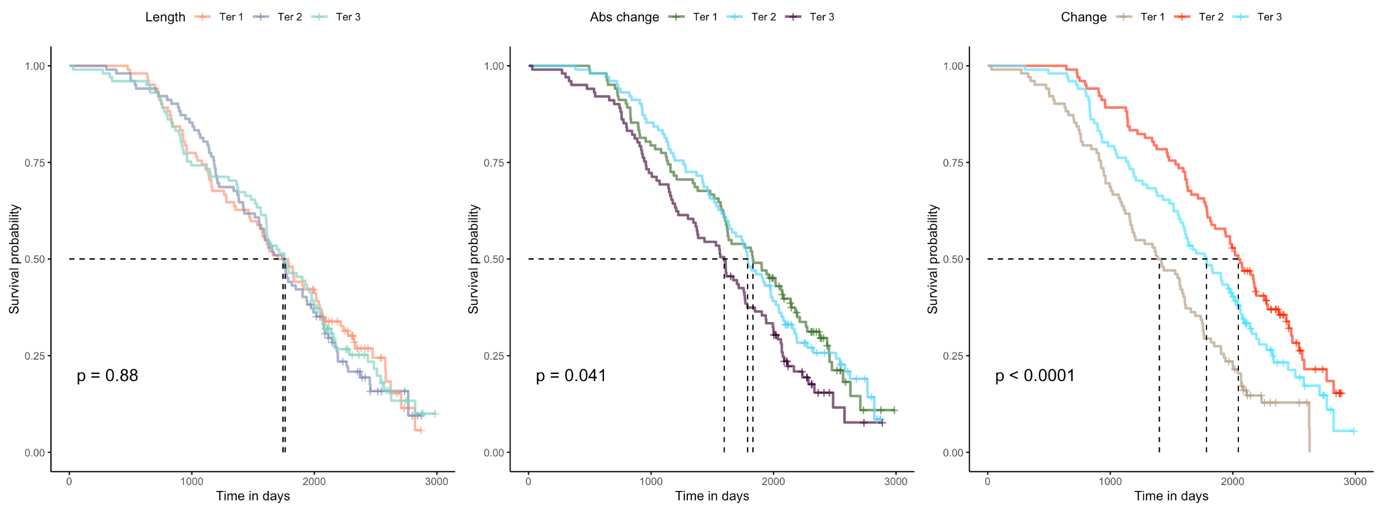 Length Ter 1 Ter 2 Ter 3
Survival probability
1.00
0.75
0.50
0.25
0.00
p = 0.88
0 1000 2000 3000
Time in days
Abs change Ter 1 Ter 2 Ter 3
Survival probability
1.00
0.75
0.50
0.25
0.00
p = 0.041
0 1000 2000 3000
Time in days
Change Ter 1 Ter 2 Ter 3
Survival probability
1.00
0.75
0.50
0.25
0.00
p < 0.0001
0 1000 2000 3000
Time in days